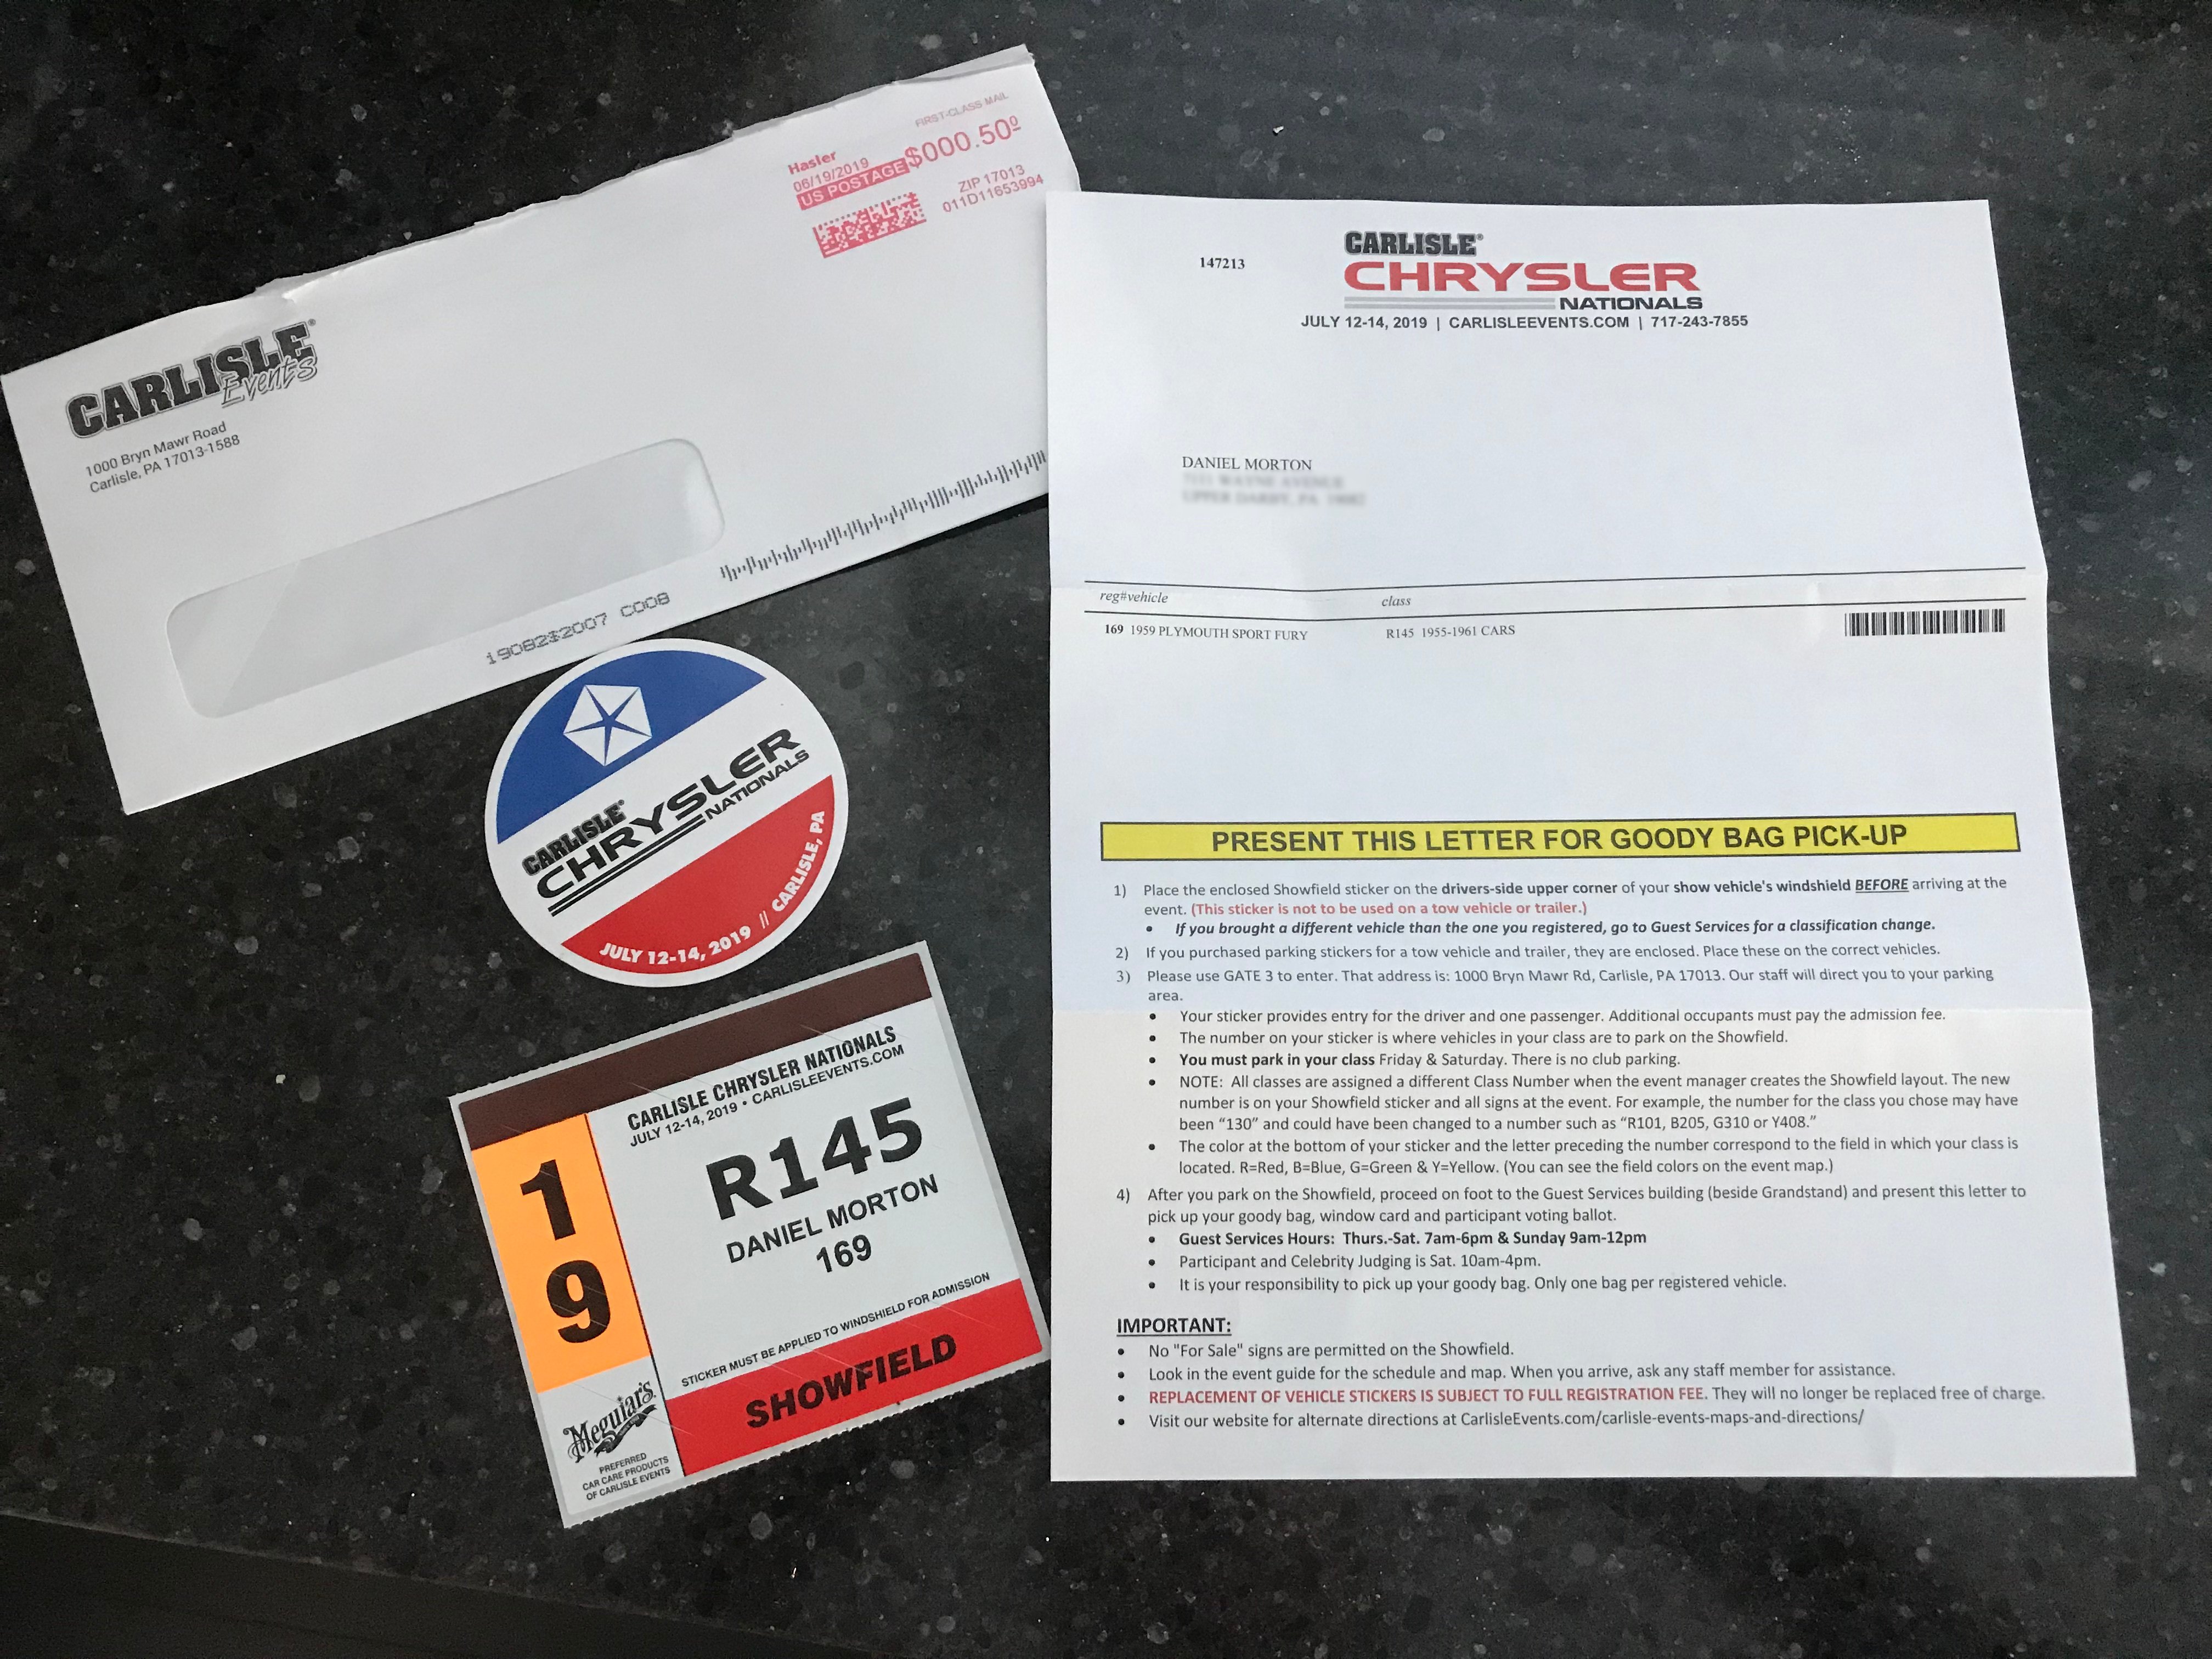 FIRST-CLASS MAIL
Hasler
06/19/2019
US POSTAGE $000.50⁰
ZIP 17013
011D11653994
CARLISLE®
Events
1000 Bryn Mawr Road
Carlisle, PA 17013-1588
CARLISLE®
CHRYSLER
NATIONALS
JULY 12-14, 2019 // CARLISLE, PA
CARLISLE CHRYSLER NATIONALS
JULY 12-14, 2019 • CARLISLEEVENTS.COM
19
R145
DANIEL MORTON
169
STICKER MUST BE APPLIED TO WINDSHIELD FOR ADMISSION
SHOWFIELD
Meguiar's
PREFERRED
CAR CARE PRODUCTS
OF CARLISLE EVENTS
147213
CARLISLE®
CHRYSLER
NATIONALS
JULY 12-14, 2019 | CARLISLEEVENTS.COM | 717-243-7855
DANIEL MORTON
reg#vehicle class
169 1959 PLYMOUTH SPORT FURY R145 1955-1961 CARS
PRESENT THIS LETTER FOR GOODY BAG PICK-UP
1) Place the enclosed Showfield sticker on the drivers-side upper corner of your show vehicle's windshield BEFORE arriving at the
event. (This sticker is not to be used on a tow vehicle or trailer.)
• If you brought a different vehicle than the one you registered, go to Guest Services for a classification change.
2) If you purchased parking stickers for a tow vehicle and trailer, they are enclosed. Place these on the correct vehicles.
3) Please use GATE 3 to enter. That address is: 1000 Bryn Mawr Rd, Carlisle, PA 17013. Our staff will direct you to your parking
area.
• Your sticker provides entry for the driver and one passenger. Additional occupants must pay the admission fee.
• The number on your sticker is where vehicles in your class are to park on the Showfield.
• You must park in your class Friday & Saturday. There is no club parking.
• NOTE: All classes are assigned a different Class Number when the event manager creates the Showfield layout. The new
number is on your Showfield sticker and all signs at the event. For example, the number for the class you chose may have
been "130" and could have been changed to a number such as "R101, B205, G310 or Y408."
• The color at the bottom of your sticker and the letter preceding the number correspond to the field in which your class is
located. R=Red, B=Blue, G=Green & Y=Yellow. (You can see the field colors on the event map.)
4) After you park on the Showfield, proceed on foot to the Guest Services building (beside Grandstand) and present this letter to
pick up your goody bag, window card and participant voting ballot.
• Guest Services Hours: Thurs.-Sat. 7am-6pm & Sunday 9am-12pm
• Participant and Celebrity Judging is Sat. 10am-4pm.
• It is your responsibility to pick up your goody bag. Only one bag per registered vehicle.
IMPORTANT:
• No "For Sale" signs are permitted on the Showfield.
• Look in the event guide for the schedule and map. When you arrive, ask any staff member for assistance.
• REPLACEMENT OF VEHICLE STICKERS IS SUBJECT TO FULL REGISTRATION FEE. They will no longer be replaced free of charge.
• Visit our website for alternate directions at CarlisleEvents.com/carlisle-events-maps-and-directions/